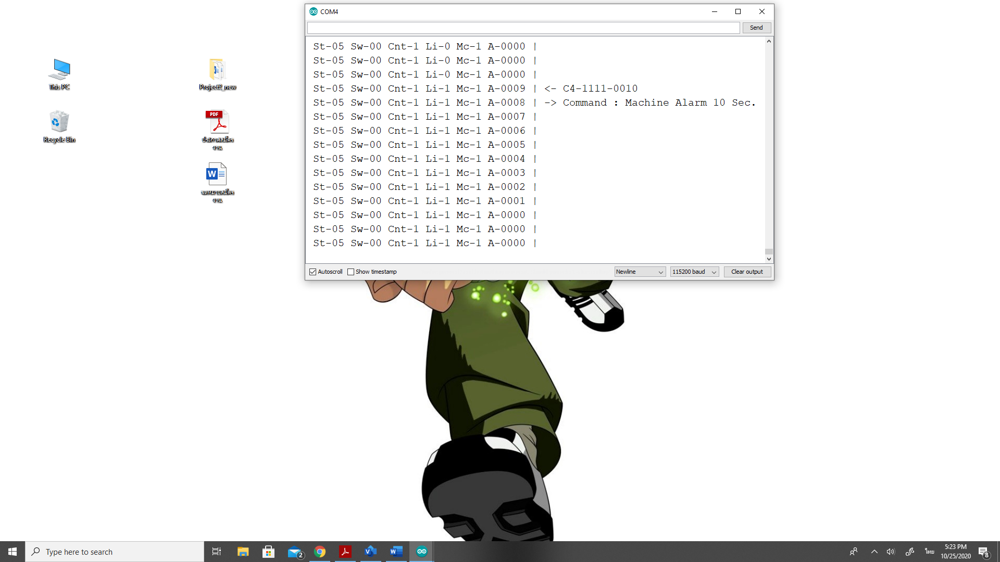 COM4
Send
St-05 Sw-00 Cnt-1 Li-0 Mc-1 A-0000 |
St-05 Sw-00 Cnt-1 Li-0 Mc-1 A-0000 |
St-05 Sw-00 Cnt-1 Li-0 Mc-1 A-0000 |
St-05 Sw-00 Cnt-1 Li-1 Mc-1 A-0009 | <- C4-1111-0010
St-05 Sw-00 Cnt-1 Li-1 Mc-1 A-0008 | -> Command : Machine Alarm 10 Sec.
St-05 Sw-00 Cnt-1 Li-1 Mc-1 A-0007 |
St-05 Sw-00 Cnt-1 Li-1 Mc-1 A-0006 |
St-05 Sw-00 Cnt-1 Li-1 Mc-1 A-0005 |
St-05 Sw-00 Cnt-1 Li-1 Mc-1 A-0004 |
St-05 Sw-00 Cnt-1 Li-1 Mc-1 A-0003 |
St-05 Sw-00 Cnt-1 Li-1 Mc-1 A-0002 |
St-05 Sw-00 Cnt-1 Li-1 Mc-1 A-0001 |
St-05 Sw-00 Cnt-1 Li-1 Mc-1 A-0000 |
St-05 Sw-00 Cnt-1 Li-1 Mc-1 A-0000 |
St-05 Sw-00 Cnt-1 Li-1 Mc-1 A-0000 |
Autoscroll Show timestamp Newline 115200 baud Clear output
This PC
Recycle Bin
Project2_new
PDF
W
Type here to search
2
V
W
ไทย
5:23 PM
10/25/2020
8